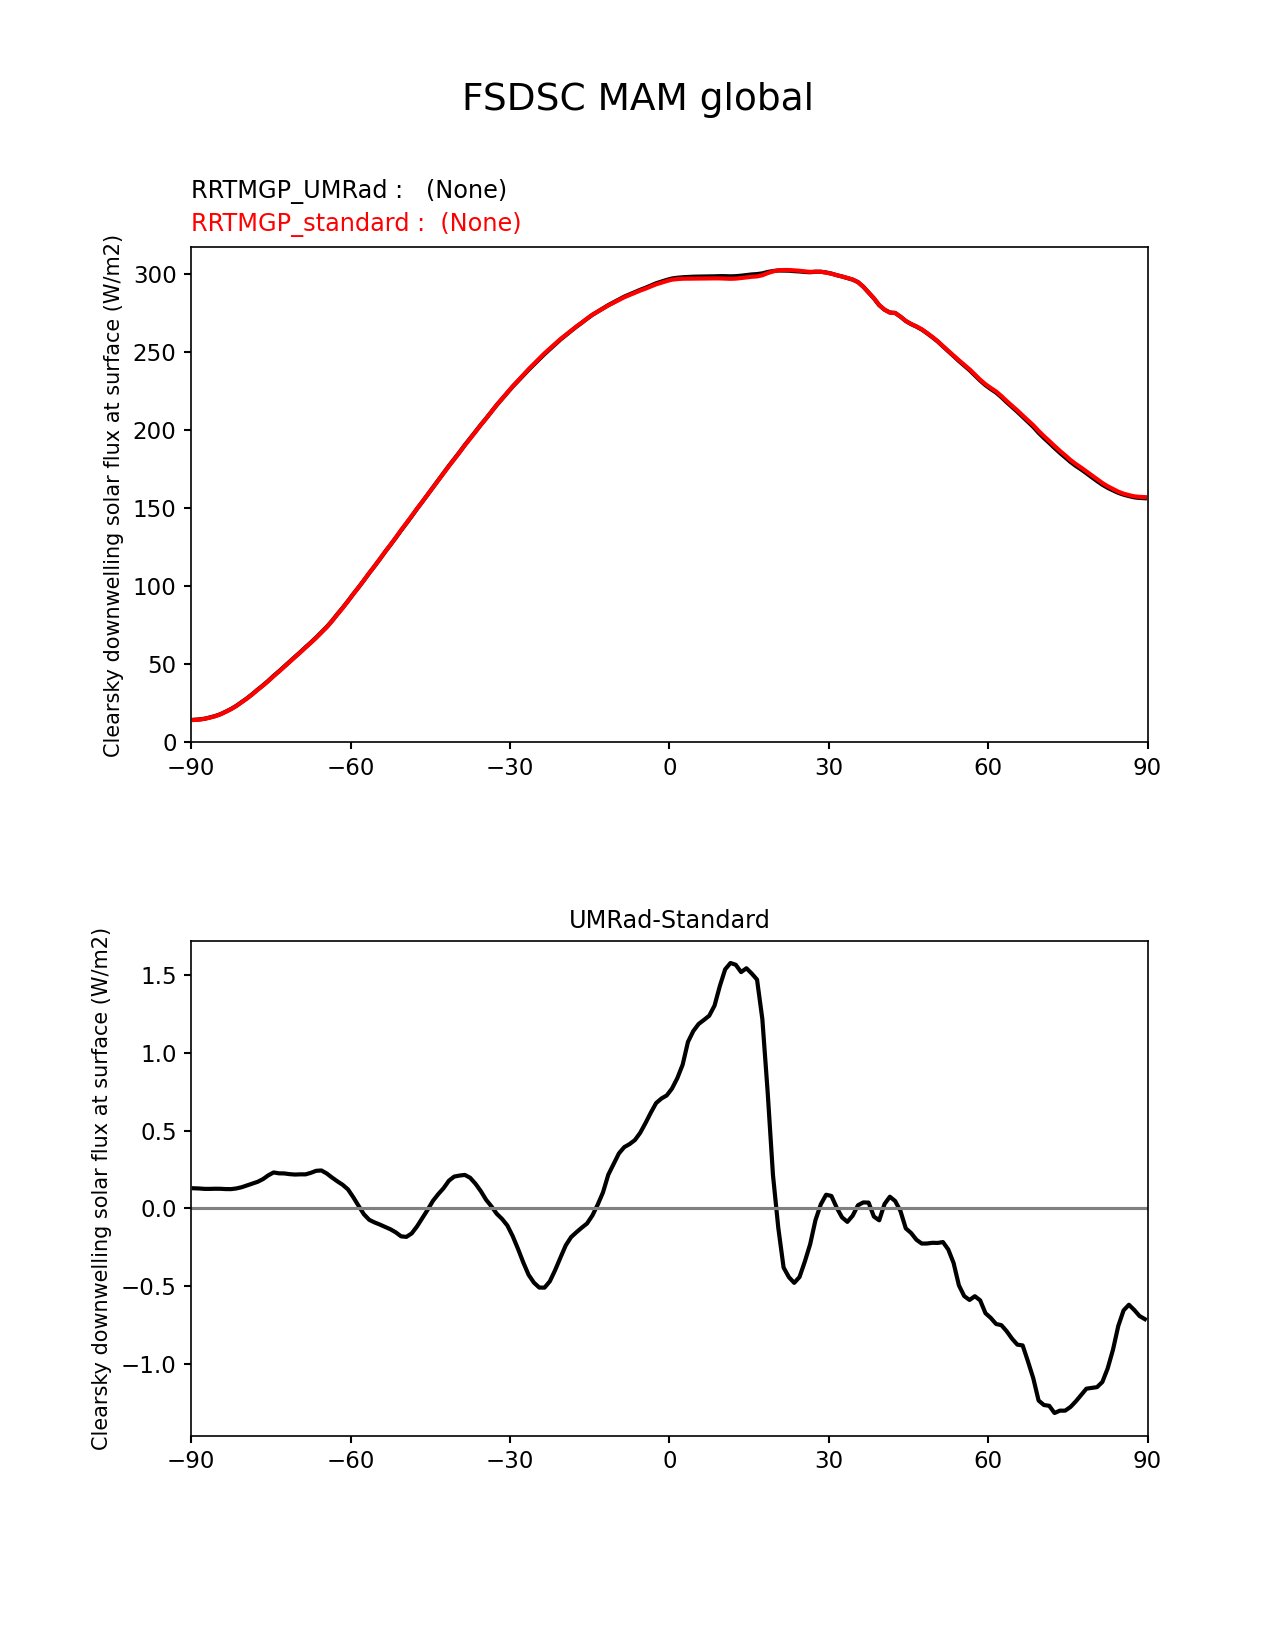 FSDSC MAM global
RRTMGP_UMRad :   (None)
RRTMGP_standard :  (None)
Clearsky downwelling solar flux at surface (W/m2)
300
250
200
150
100
50
0
−90 −60 −30 0 30 60 90
UMRad-Standard
Clearsky downwelling solar flux at surface (W/m2)
1.5
1.0
0.5
0.0
−0.5
−1.0
−90 −60 −30 0 30 60 90